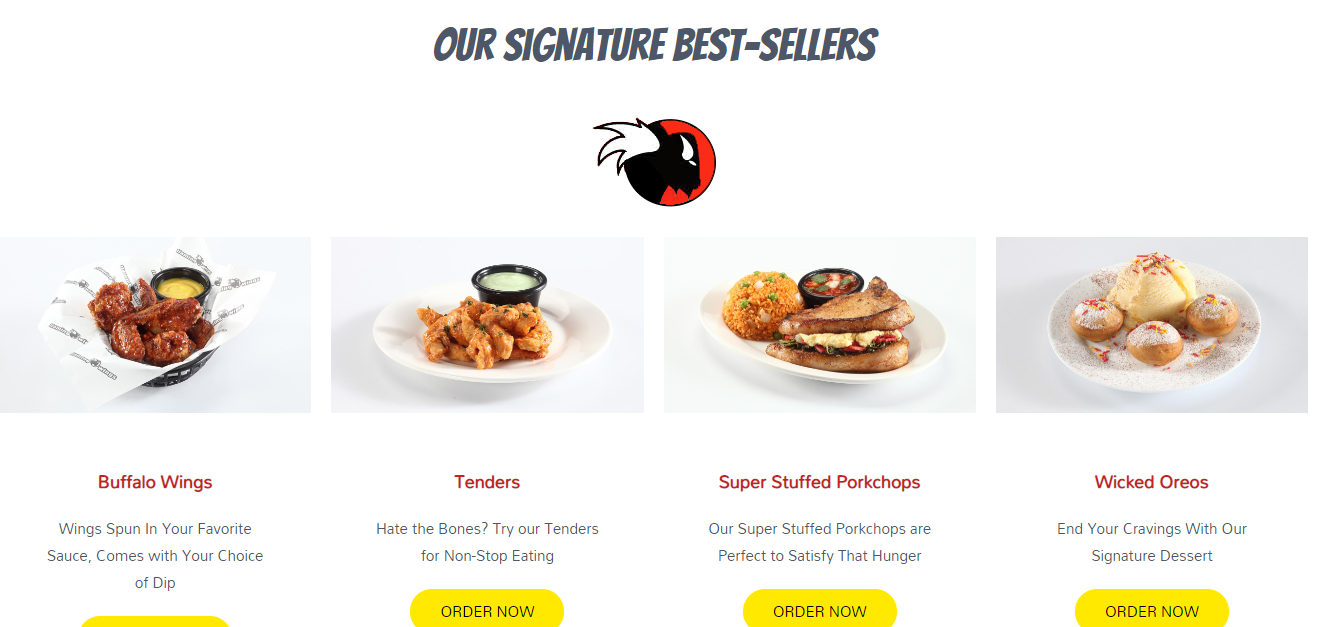 OUR SIGNATURE BEST-SELLERS
Buffalo Wings
Tenders
Super Stuffed Porkchops
Wicked Oreos
Wings Spun In Your Favorite
Sauce, Comes with Your Choice
of Dip
Hate the Bones? Try our Tenders
for Non-Stop Eating
Our Super Stuffed Porkchops are
Perfect to Satisfy That Hunger
End Your Cravings With Our
Signature Dessert
ORDER NOW
ORDER NOW
ORDER NOW